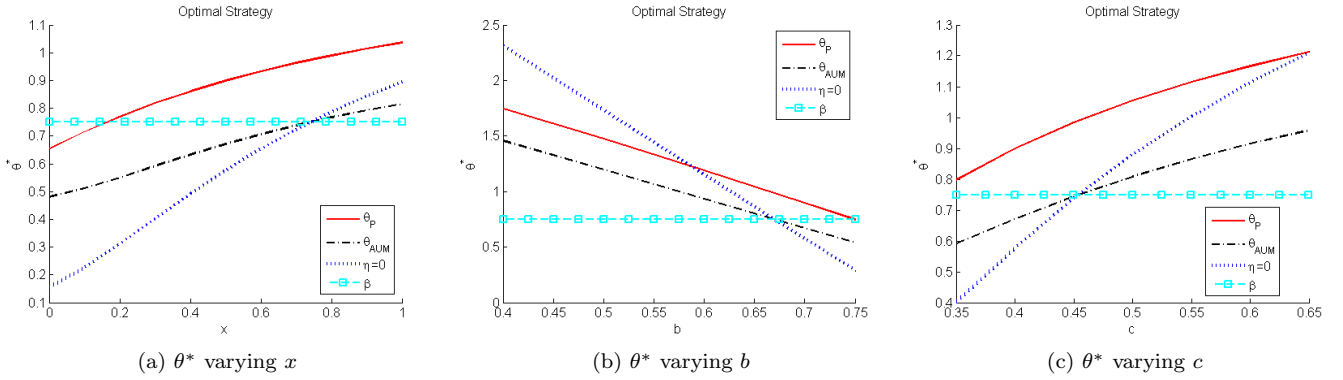 Optimal Strategy
1.1
1
0.9
0.8
0.7
0.6
0.5
0.4
0.3
0.2
0.1
θ*
0
0.2
0.4
0.6
0.8
1
x
θP
θAUM
η=0
β
(a) θ* varying x
Optimal Strategy
2.5
2
1.5
1
0.5
0
θ*
0.4
0.45
0.5
0.55
0.6
0.65
0.7
0.75
b
θP
θAUM
η=0
β
(b) θ* varying b
Optimal Strategy
1.3
1.2
1.1
1
0.9
0.8
0.7
0.6
0.5
0.4
θ*
0.35
0.4
0.45
0.5
0.55
0.6
0.65
c
θP
θAUM
η=0
β
(c) θ* varying c